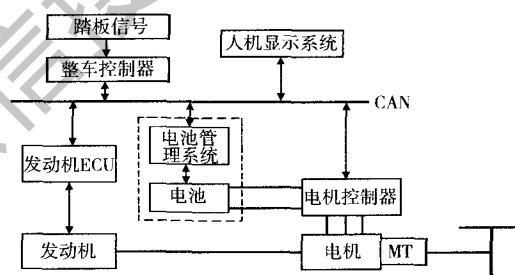 踏板信号
人机显示系统
整车控制器
CAN
电池管
理系统
发动机ECU
电池
电机控制器
发动机
电机
MT